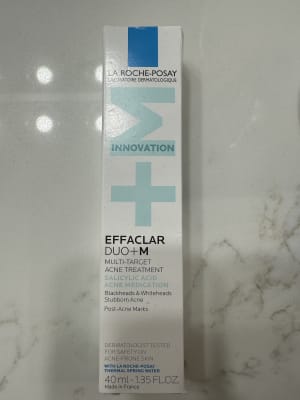 LA ROCHE-POSAY
LABORATOIRE DERMATOLOGIQUE
+M
INNOVATION
EFFACLAR
DUO+M
MULTI-TARGET
ACNE TREATMENT
SALICYLIC ACID
ACNE MEDICATION
Blackheads & Whiteheads
Stubborn Acne
Post-Acne Marks
DERMATOLOGIST TESTED
FOR SAFETY ON
ACNE-PRONE SKIN
WITH LA ROCHE-POSAY
THERMAL SPRING WATER
40 ml - 1.35 FL.OZ.
Made in France